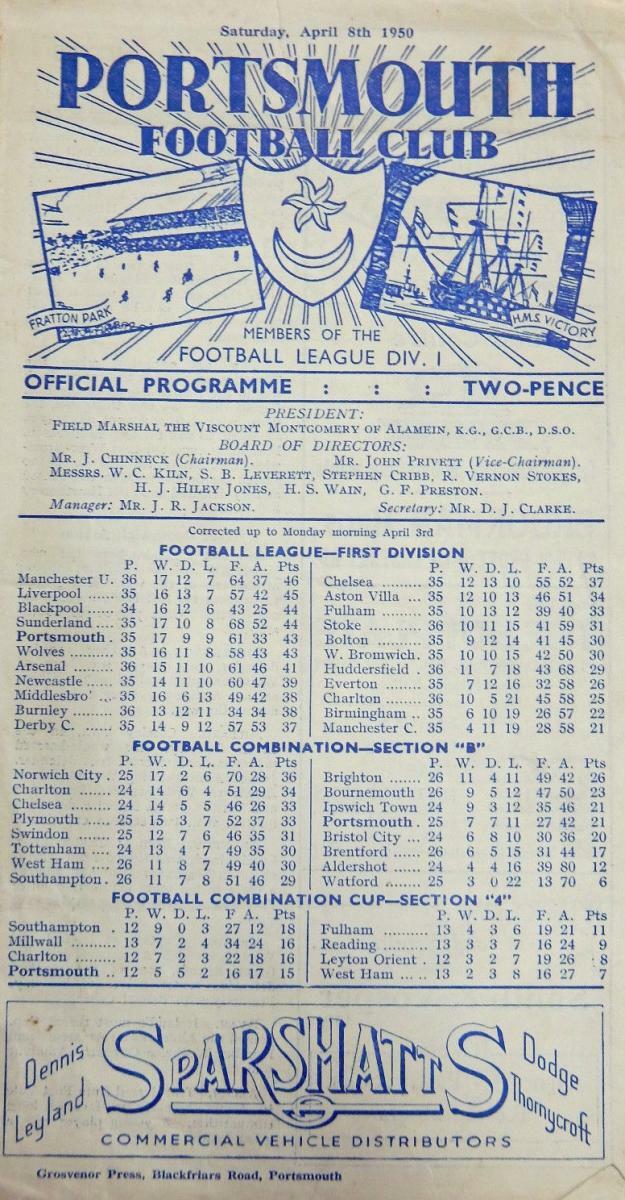 Saturday, April 8th 1950
PORTSMOUTH
FOOTBALL CLUB
FRATTON PARK
H.M.S. VICTORY
MEMBERS OF THE
FOOTBALL LEAGUE DIV. I
OFFICIAL PROGRAMME : : : TWO-PENCE
PRESIDENT:
FIELD MARSHAL THE VISCOUNT MONTGOMERY OF ALAMEIN, K.G., G.C.B., D.S.O.
BOARD OF DIRECTORS:
MR. J. CHINNECK (Chairman). MR. JOHN PRIVETT (Vice-Chairman).
MESSRS. W. C. KILN, S. B. LEVERETT, STEPHEN CRIBB, R. VERNON STOKES,
H. J. HILEY JONES, H. S. WAIN, G. F. PRESTON.
Manager: MR. J. R. JACKSON. Secretary: MR. D. J. CLARKE.
Corrected up to Monday morning April 3rd
FOOTBALL LEAGUE—FIRST DIVISION
P. W. D. L. F. A. Pts
Manchester U. 36 17 12 7 64 37 46
Liverpool ...... 35 16 13 7 57 42 45
Blackpool ...... 34 16 12 6 43 25 44
Sunderland .... 35 17 10 8 68 52 44
Portsmouth . 35 17 9 9 61 33 43
Wolves .......... 35 16 11 8 58 43 43
Arsenal ......... 36 15 11 10 61 46 41
Newcastle ...... 35 14 11 10 60 47 39
Middlesbro' ... 35 16 6 13 49 42 38
Burnley ......... 36 13 12 11 34 34 38
Derby C. ...... 35 14 9 12 57 53 37
P. W. D. L. F. A. Pts
Chelsea ......... 35 12 13 10 55 52 37
Aston Villa ... 35 12 10 13 46 51 34
Fulham ......... 35 10 13 12 39 40 33
Stoke ............ 36 10 11 15 41 59 31
Bolton .......... 35 9 12 14 41 45 30
W. Bromwich. 35 10 10 15 42 50 30
Huddersfield . 36 11 7 18 43 68 29
Everton ........ 35 7 12 16 32 58 26
Charlton ....... 36 10 5 21 45 58 25
Birmingham .. 35 6 10 19 26 57 22
Manchester C. 35 4 11 19 28 58 21
FOOTBALL COMBINATION—SECTION "B"
P. W. D. L. F. A. Pts
Norwich City . 25 17 2 6 70 28 36
Charlton ....... 24 14 6 4 51 29 34
Chelsea ......... 24 14 5 5 46 26 33
Plymouth ...... 25 15 3 7 52 37 33
Swindon ........ 25 12 7 6 46 35 31
Tottenham .... 24 13 4 7 49 35 30
West Ham .... 26 11 8 7 49 40 30
Southampton . 26 11 7 8 51 46 29
P. W. D. L. F. A. Pts
Brighton ....... 26 11 4 11 49 42 26
Bournemouth 26 9 5 12 47 50 23
Ipswich Town 24 9 3 12 35 46 21
Portsmouth . 25 7 7 11 27 42 21
Bristol City ... 24 6 8 10 30 36 20
Brentford ...... 26 6 5 15 31 44 17
Aldershot ...... 24 4 4 16 39 80 12
Watford ........ 25 3 0 22 13 70 6
FOOTBALL COMBINATION CUP—SECTION "4"
P. W. D. L. F A. Pts
Southampton . 12 9 0 3 27 12 18
Millwall ......... 13 7 2 4 34 24 16
Charlton ....... 12 7 2 3 22 18 16
Portsmouth .. 12 5 5 2 16 17 15
P. W. D. L. F. A. Pts
Fulham ......... 13 4 3 6 19 21 11
Reading ........ 13 3 3 7 16 24 9
Leyton Orient . 12 3 2 7 19 26 8
West Ham ..... 13 2 3 8 16 27 7
Dennis
Leyland
SPARSHATTS
Dodge
Thornycroft
COMMERCIAL VEHICLE DISTRIBUTORS
Grosvenor Press, Blackfriars Road, Portsmouth